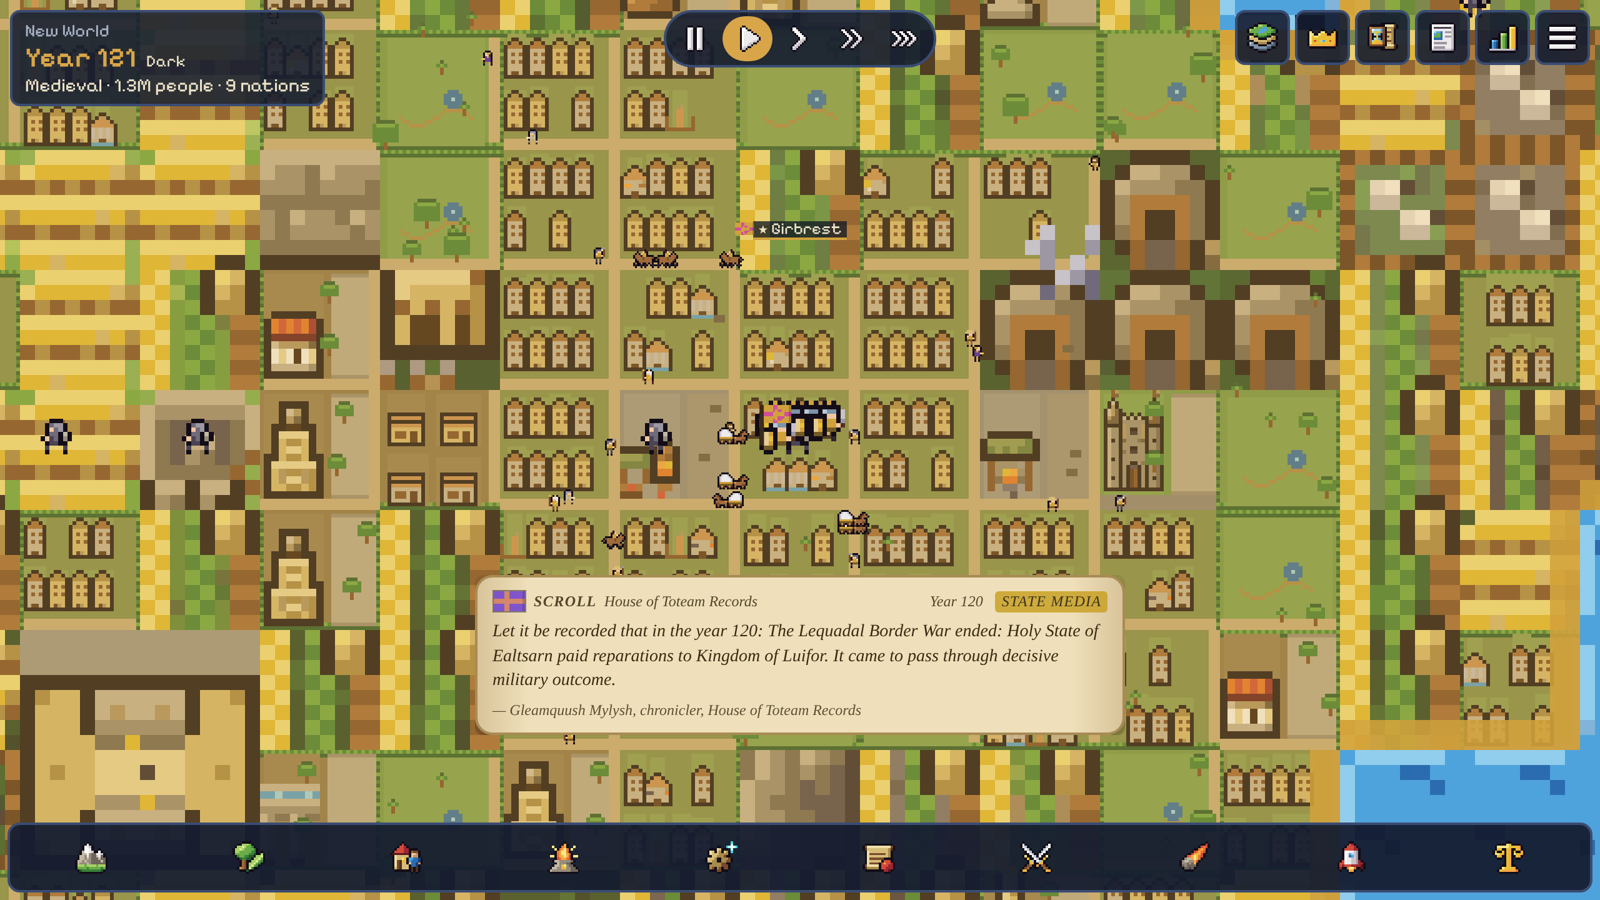 New World
Year 181 Dark
Medieval · 1.3M people · 9 nations
★ Girbrest
SCROLL House of Toteam Records Year 120 STATE MEDIA
Let it be recorded that in the year 120: The Lequadal Border War ended: Holy State of
Ealtsarn paid reparations to Kingdom of Luifor. It came to pass through decisive
military outcome.
— Gleamquush Mylysh, chronicler, House of Toteam Records